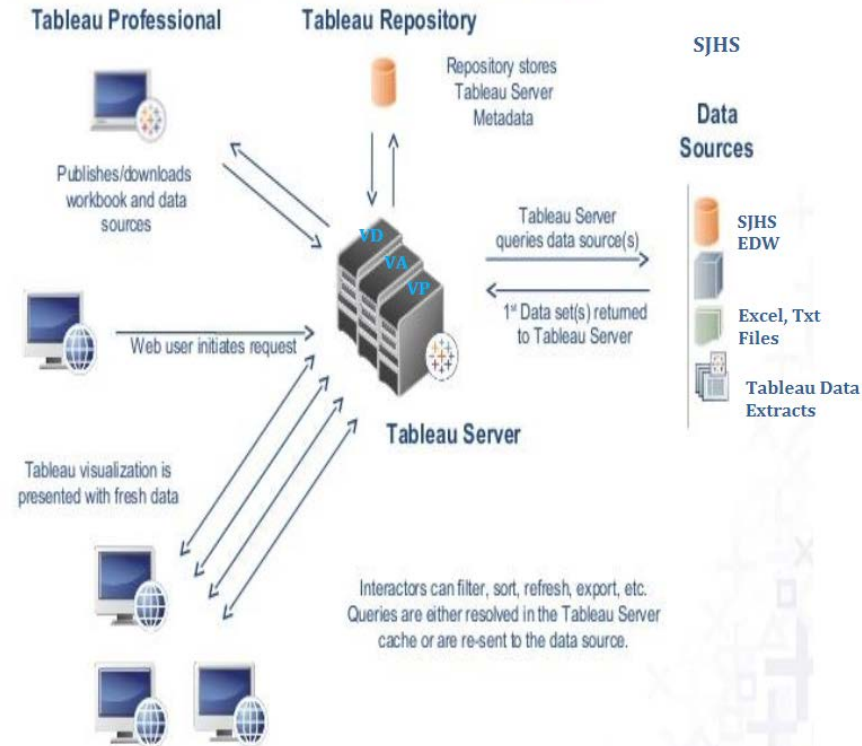 Tableau Professional
Tableau Repository
SJHS
Repository stores
Tableau Server
Metadata
Data
Sources
Publishes/downloads
workbook and data
sources
VD
VA
VP
Tableau Server
queries data source(s)
SJHS
EDW
1st Data set(s) returned
to Tableau Server
Excel, Txt
Files
Web user initiates request
Tableau Data
Extracts
Tableau Server
Tableau visualization is
presented with fresh data
Interactors can filter, sort, refresh, export, etc.
Queries are either resolved in the Tableau Server
cache or are re-sent to the data source.